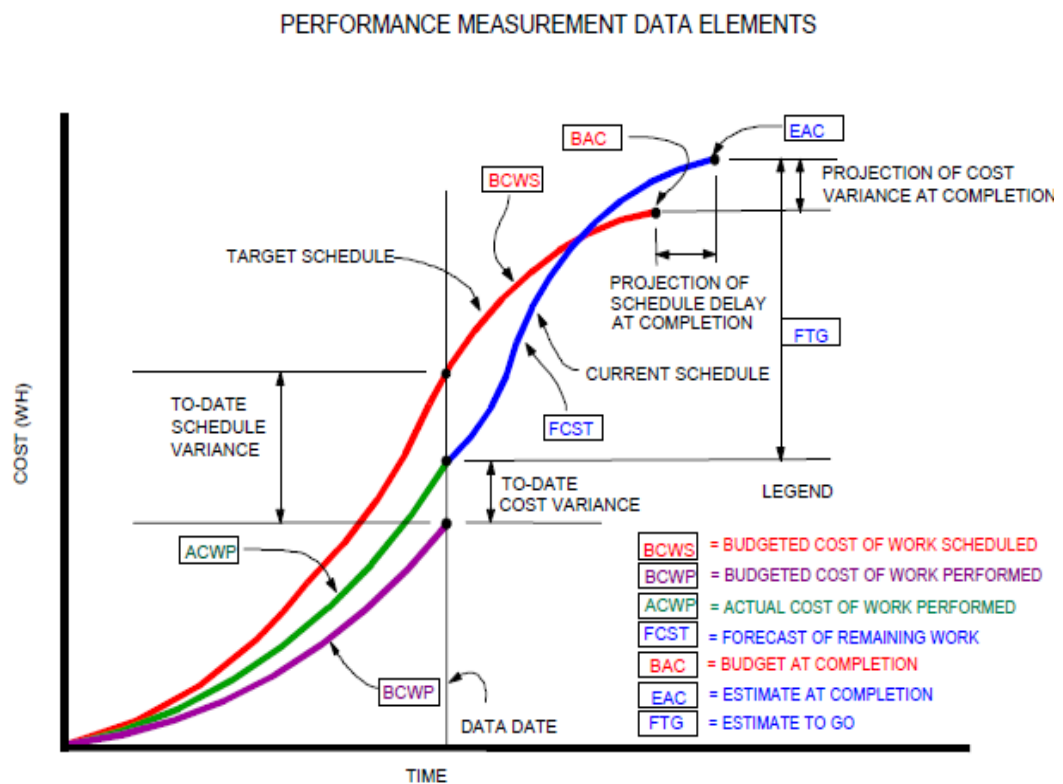 PERFORMANCE MEASUREMENT DATA ELEMENTS
EAC
BAC
PROJECTION OF COST
VARIANCE AT COMPLETION
BCWS
TARGET SCHEDULE
PROJECTION OF
SCHEDULE DELAY
AT COMPLETION
FTG
CURRENT SCHEDULE
TO-DATE
SCHEDULE
VARIANCE
FCST
COST (WH)
TO-DATE
COST VARIANCE
LEGEND
ACWP
BCWS = BUDGETED COST OF WORK SCHEDULED
BCWP = BUDGETED COST OF WORK PERFORMED
ACWP = ACTUAL COST OF WORK PERFORMED
FCST = FORECAST OF REMAINING WORK
BAC = BUDGET AT COMPLETION
EAC = ESTIMATE AT COMPLETION
FTG = ESTIMATE TO GO
BCWP
DATA DATE
TIME